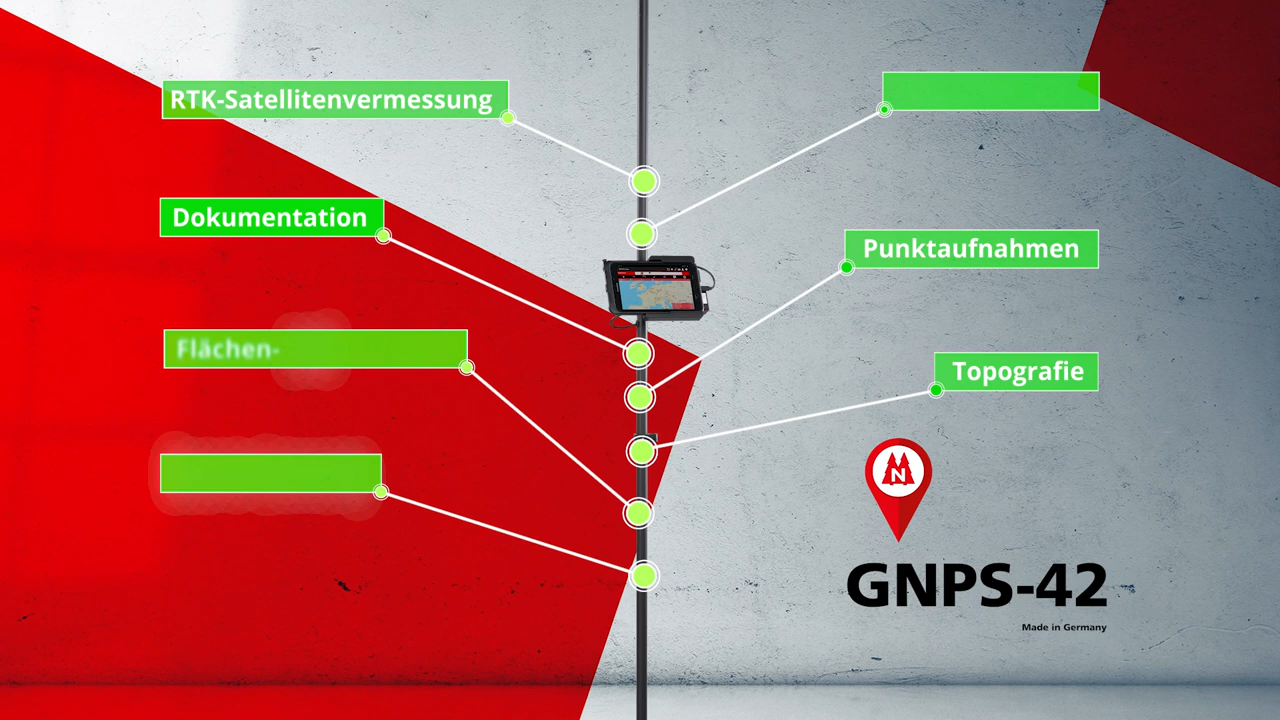 RTK-Satellitenvermessung
Dokumentation
Punktaufnahmen
Flächen-
Topografie
N
GNPS-42
Made in Germany